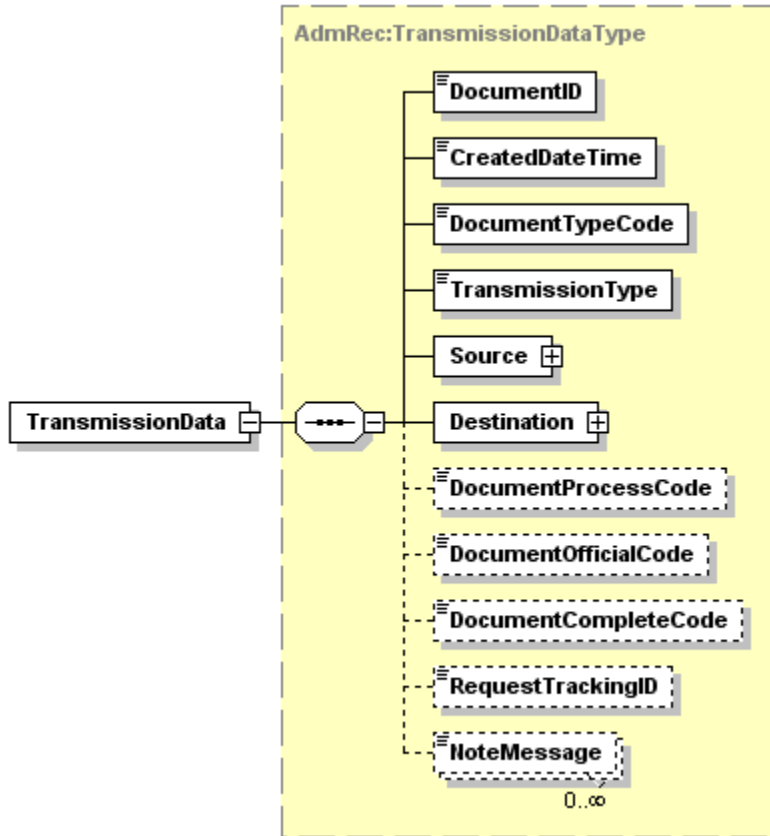 AdmRec:TransmissionDataType
DocumentID
CreatedDateTime
DocumentTypeCode
TransmissionType
Source
TransmissionData
Destination
DocumentProcessCode
DocumentOfficialCode
DocumentCompleteCode
RequestTrackingID
NoteMessage
0..∞